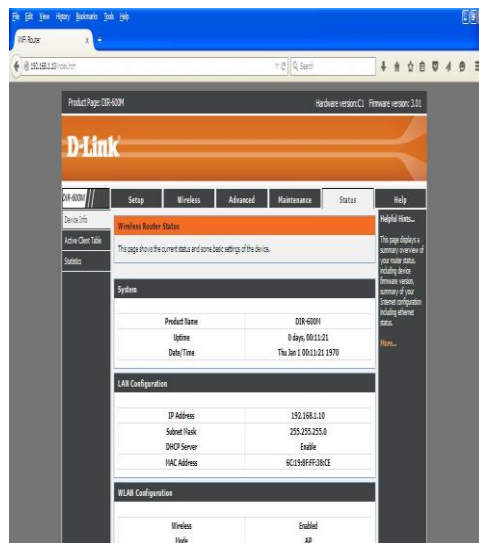 File Edit View History Bookmarks Tools Help
WiFi Router x +
192.168.1.10/index.htm Search
Product Page: DIR-600M Hardware version:C1 Firmware version: 3.01
D-Link
DIR-600M Setup Wireless Advanced Maintenance Status Help
Device Info
Active Client Table
Statistics
Wireless Router Status
This page shows the current status and some basic settings of the device.
System
Product Name DIR-600M
Uptime 0 days, 00:11:21
Date/Time Thu Jan 1 00:11:21 1970
LAN Configuration
IP Address 192.168.1.10
Subnet Mask 255.255.255.0
DHCP Server Enable
MAC Address 6C:19:8F:FF:38:CE
WLAN Configuration
Wireless Enabled
Mode AP
Helpful Hints...
This page displays a
summary overview of
your router status,
including device
firmware version,
summary of your
Internet configuration
including ethernet
status.
More...